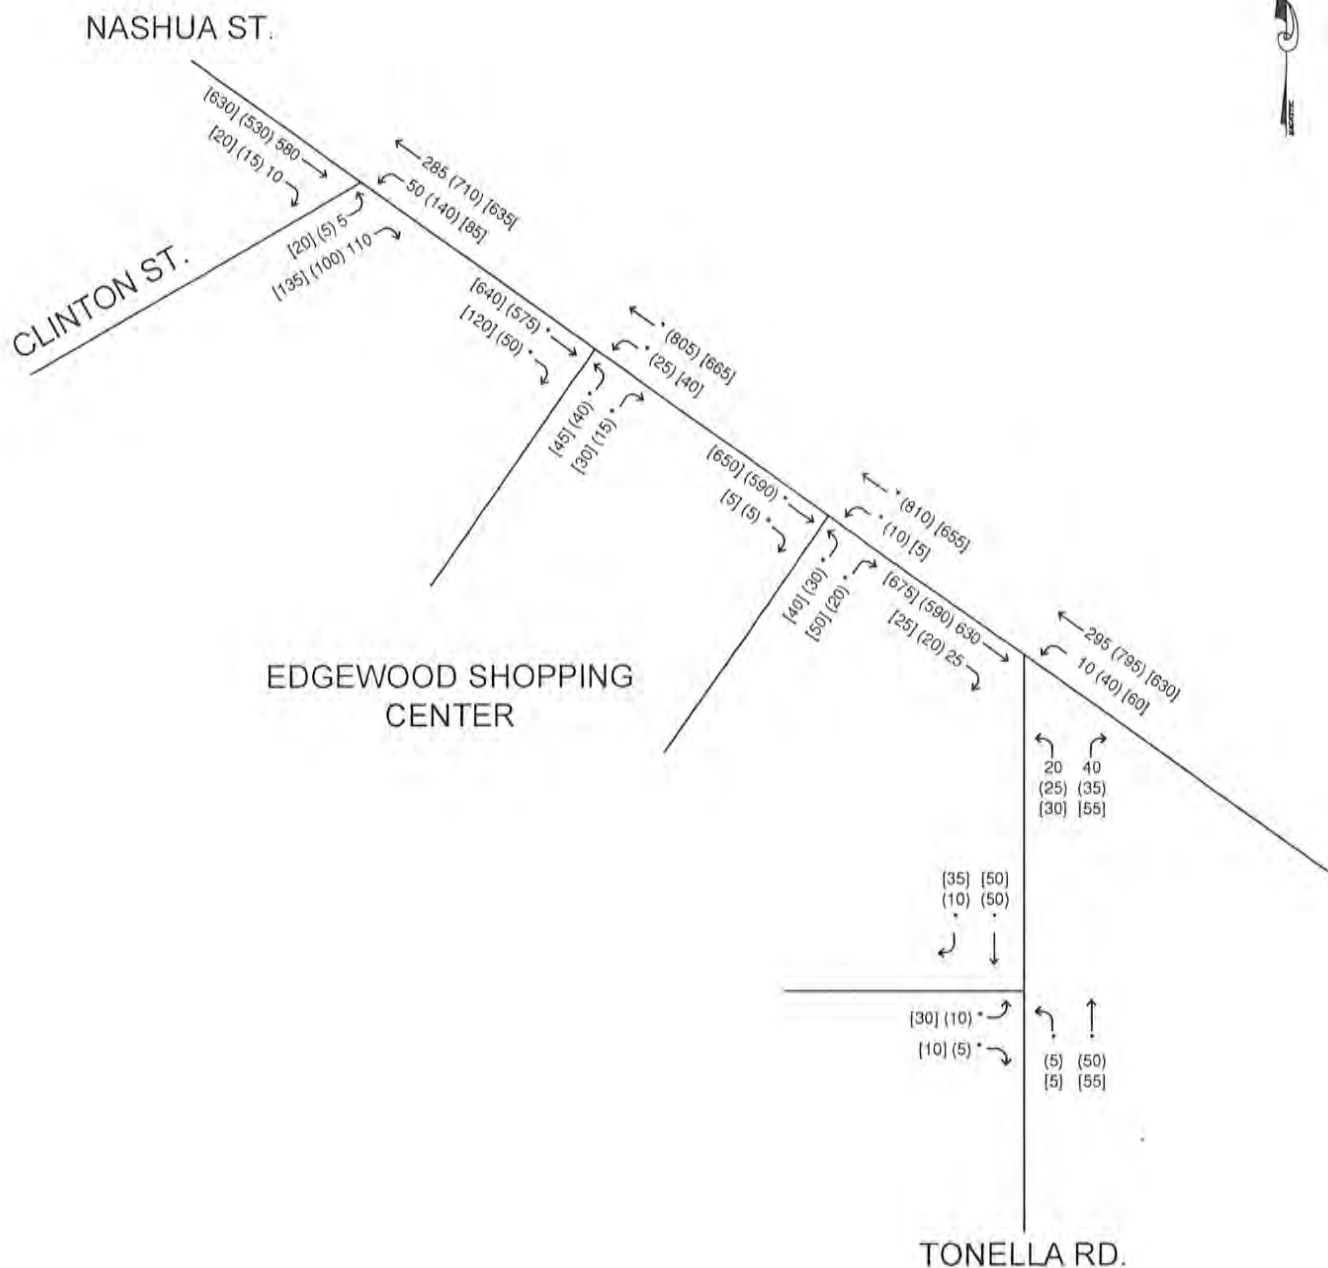 NASHUA ST.
[630] (530) 580
[20] (15) 10
285 (710) [635[
50 (140) [85]
CLINTON ST.
[20] (5) 5
[135] (100) 110
[640] (575) *
[120] (50) *
* (805) [665]
* (25) [40]
[45] (40) *
[30] (15) *
[650] (590) *
[5] (5) *
* (810) [655]
* (10) [5]
[40] (30) *
[50] (20) *
[675] (590) 630
[25] (20) 25
295 (795) [630]
10 (40) [60]
EDGEWOOD SHOPPING
CENTER
20 40
(25) (35)
[30] [55]
[35] [50]
(10) (50)
* *
[30] (10) *
[10] (5) *
* *
(5) (50)
[5] [55]
TONELLA RD.